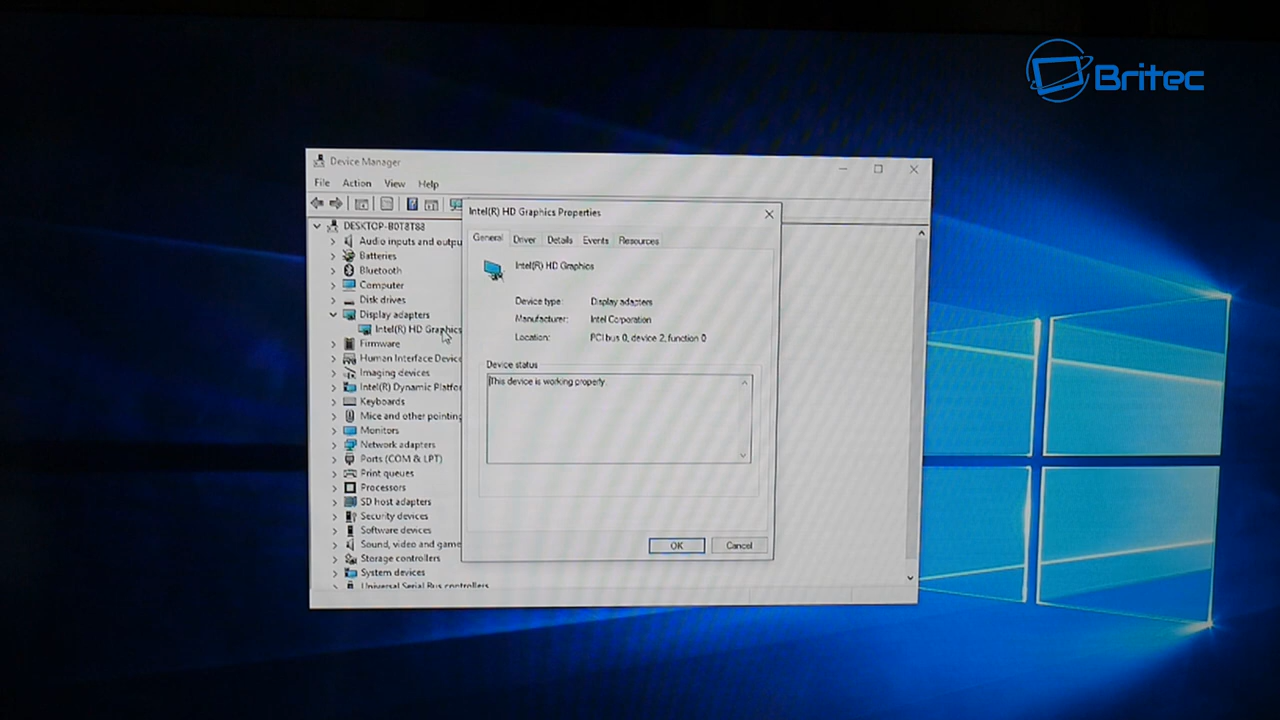 Britec
Device Manager
File Action View Help
Intel(R) HD Graphics Properties
General Driver Details Events Resources
Intel(R) HD Graphics
Device type: Display adapters
Manufacturer: Intel Corporation
Location: PCI bus 0, device 2, function 0
Device status
This device is working properly.
OK Cancel
DESKTOP-B0T8T88
Audio inputs and outpu
Batteries
Bluetooth
Computer
Disk drives
Display adapters
Intel(R) HD Graphics
Firmware
Human Interface Device
Imaging devices
Intel(R) Dynamic Platfor
Keyboards
Mice and other pointing
Monitors
Network adapters
Ports (COM & LPT)
Print queues
Processors
SD host adapters
Security devices
Software devices
Sound, video and game
Storage controllers
System devices
Universal Serial Bus controllers